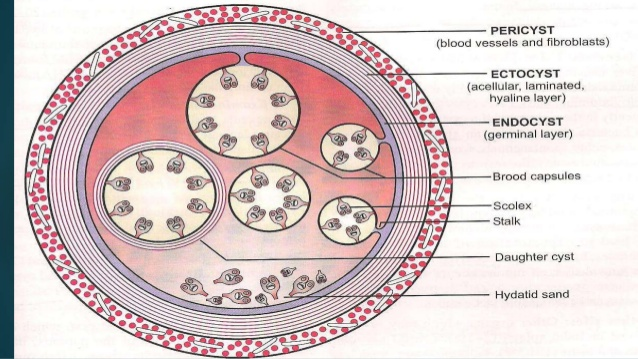 PERICYST
(blood vessels and fibroblasts)
ECTOCYST
(acellular, laminated,
hyaline layer)
ENDOCYST
(germinal layer)
Brood capsules
Scolex
Stalk
Daughter cyst
Hydatid sand